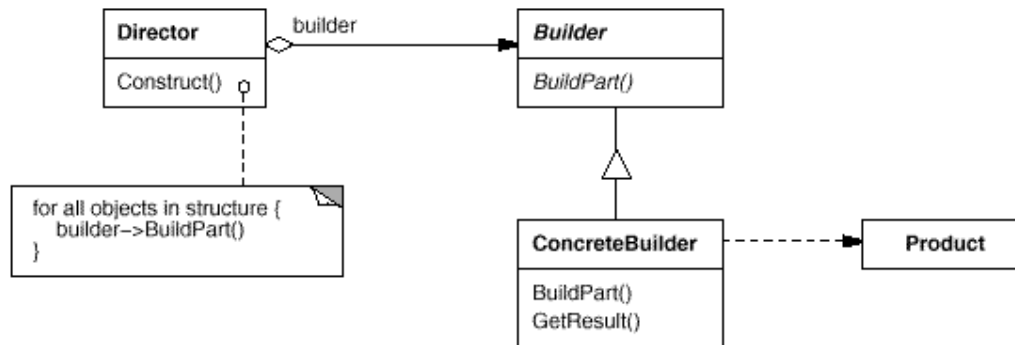 Director
builder
Builder
Construct()
BuildPart()
for all objects in structure {
builder->BuildPart()
}
ConcreteBuilder
Product
BuildPart()
GetResult()